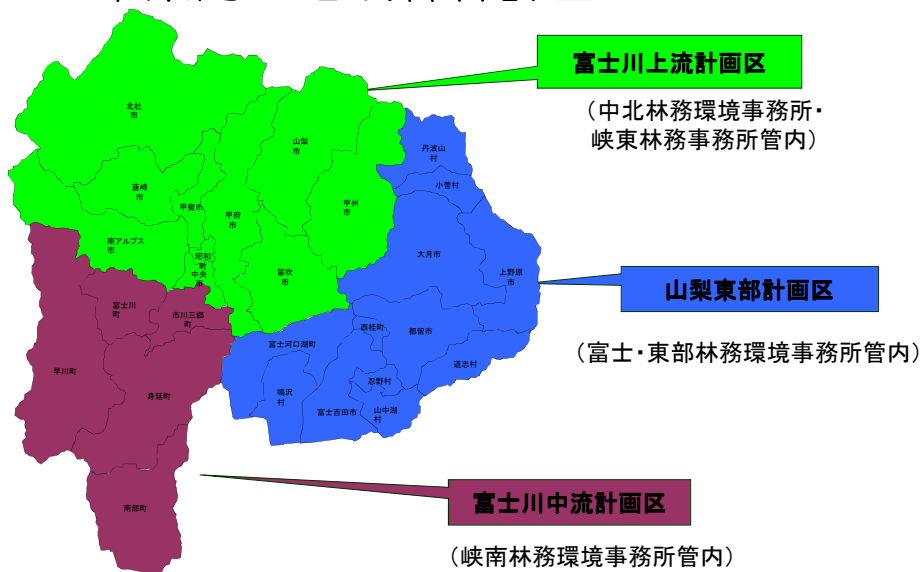 富士川上流計画区
(中北林務環境事務所・
峡東林務事務所管内)
北杜
市
山梨
市
丹波山
村
小菅村
韮崎
市
甲斐市
甲府
市
甲州
市
南アルプス
市
昭和
町
中央
市
笛吹
市
大月市
上野原
市
山梨東部計画区
(富士・東部林務環境事務所管内)
富士川
町
市川三郷
町
富士河口湖町
西桂町
都留市
道志村
早川町
身延町
鳴沢
村
忍野村
富士吉田市
山中湖
村
南部町
富士川中流計画区
(峡南林務環境事務所管内)